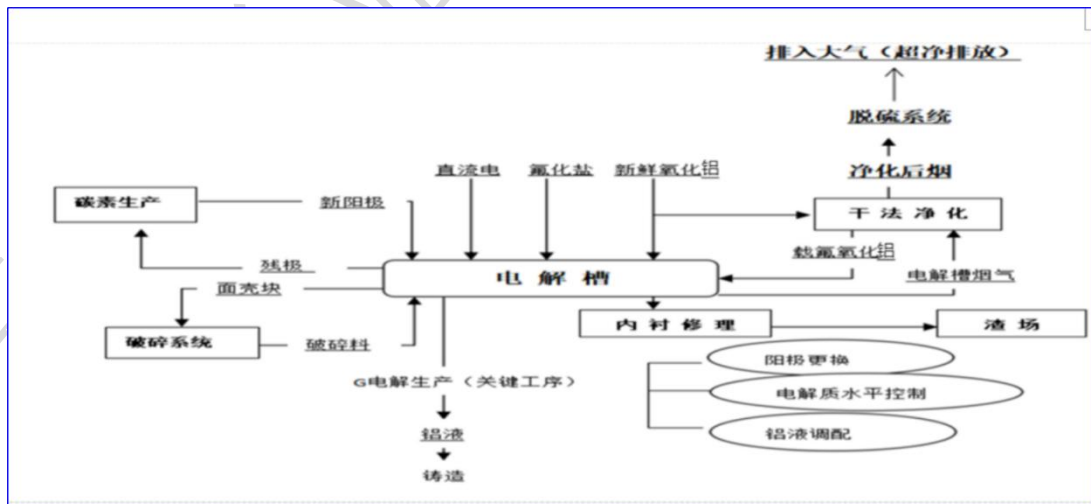 排入大气（超净排放）
脱硫系统
直流电
氟化盐
新鲜氧化铝
净化后烟
碳素生产
新阳极
干法净化
残极
载氟氧化铝
电解槽
电解槽烟气
面壳块
内衬修理
渣场
破碎系统
破碎料
阳极更换
G电解生产（关键工序）
电解质水平控制
铝液
铝液调配
铸造